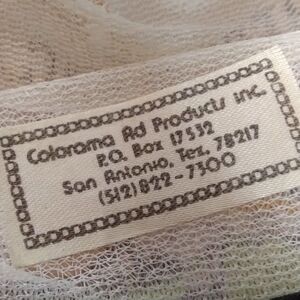 Colorama Ad Products Inc.
P.O. Box 17532
San Antonio, Tex. 78217
(512) 822-7300